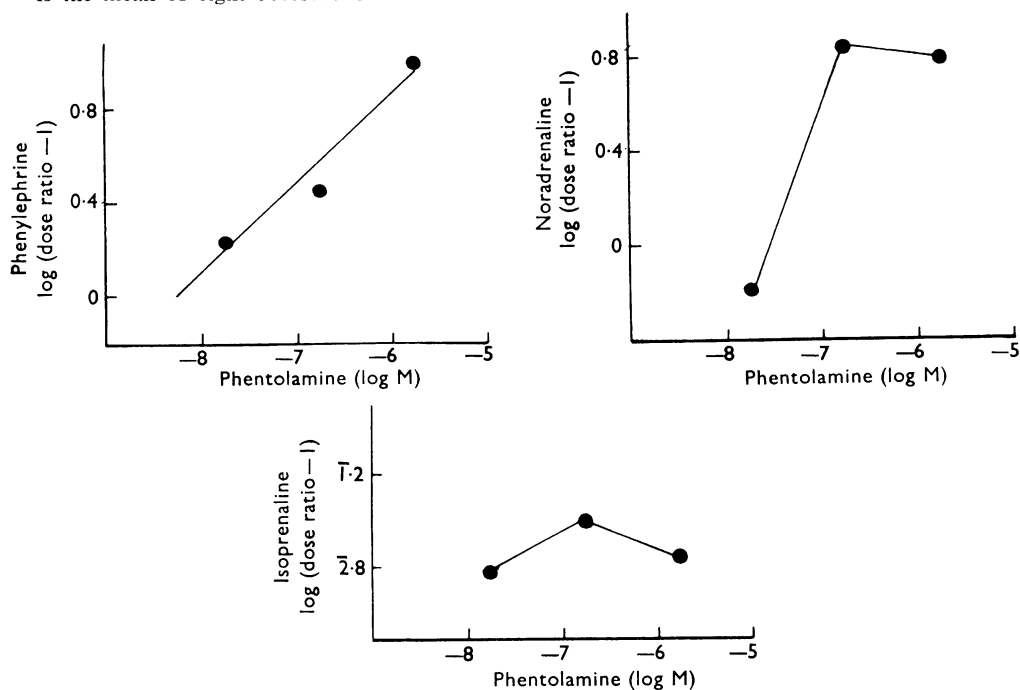 is the mean of eight
Phenylephrine
log (dose ratio —1)
0·8
0·4
0
—8 —7 —6 —5
Phentolamine (log M)
Noradrenaline
log (dose ratio —1)
0·8
0·4
0
—8 —7 —6 —5
Phentolamine (log M)
Isoprenaline
log (dose ratio —1)
1̅·2
2̅·8
—8 —7 —6 —5
Phentolamine (log M)